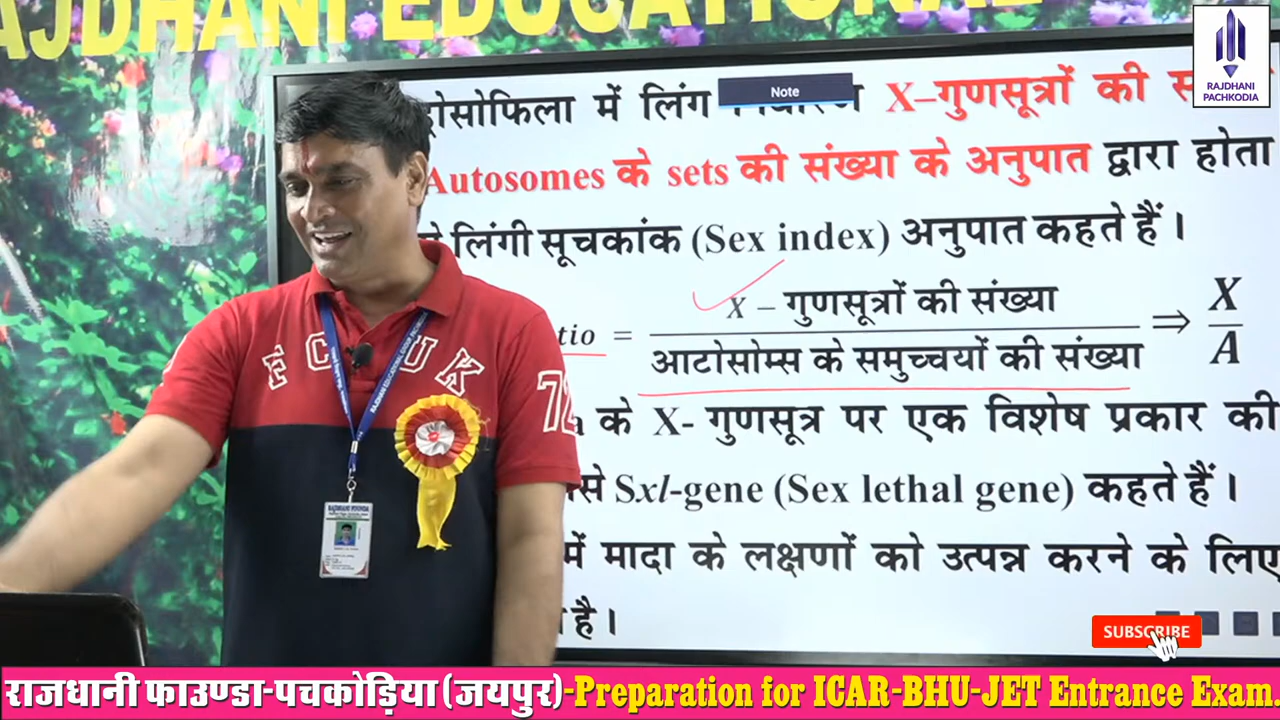 RAJDHANI EDUCATIONAL
RAJDHANI
PACHKODIA
Note
ड्रोसोफिला में लिंग X–गुणसूत्रों की
Autosomes के sets की संख्या के अनुपात द्वारा होता
लिंगी सूचकांक (Sex index) अनुपात कहते हैं ।
tio = X – गुणसूत्रों की संख्या ⇒ X
आटोसोम्स के समुच्चयों की संख्या A
a के X- गुणसूत्र पर एक विशेष प्रकार की
से Sxl-gene (Sex lethal gene) कहते हैं ।
में मादा के लक्षणों को उत्पन्न करने के लिए
है ।
FCUK
72
SUBSCRIBE
राजधानी फाउण्डा-पचकोड़िया (जयपुर)-Preparation for ICAR-BHU-JET Entrance Exam.